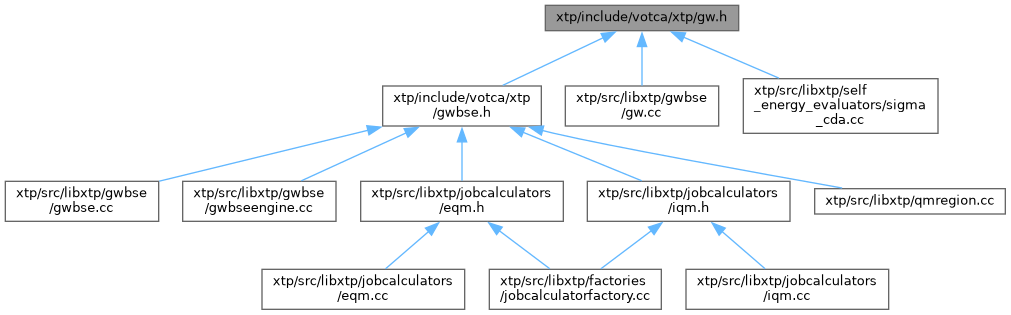 xtp/include/votca/xtp/gw.h
xtp/include/votca/xtp
/gwbse.h
xtp/src/libxtp/gwbse
/gw.cc
xtp/src/libxtp/self
_energy_evaluators/sigma
_cda.cc
xtp/src/libxtp/gwbse
/gwbse.cc
xtp/src/libxtp/gwbse
/gwbseengine.cc
xtp/src/libxtp/jobcalculators
/eqm.h
xtp/src/libxtp/jobcalculators
/iqm.h
xtp/src/libxtp/qmregion.cc
xtp/src/libxtp/jobcalculators
/eqm.cc
xtp/src/libxtp/factories
/jobcalculatorfactory.cc
xtp/src/libxtp/jobcalculators
/iqm.cc